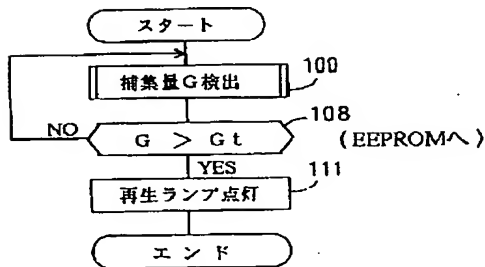 スタート
捕集量G検出
100
108
NO
G > Gt
(EEPROMへ)
YES
111
再生ランプ点灯
エンド